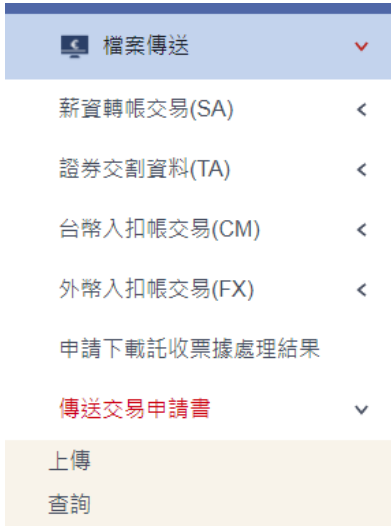 檔案傳送
薪資轉帳交易(SA)
證券交割資料(TA)
台幣入扣帳交易(CM)
外幣入扣帳交易(FX)
申請下載託收票據處理結果
傳送交易申請書
上傳
查詢